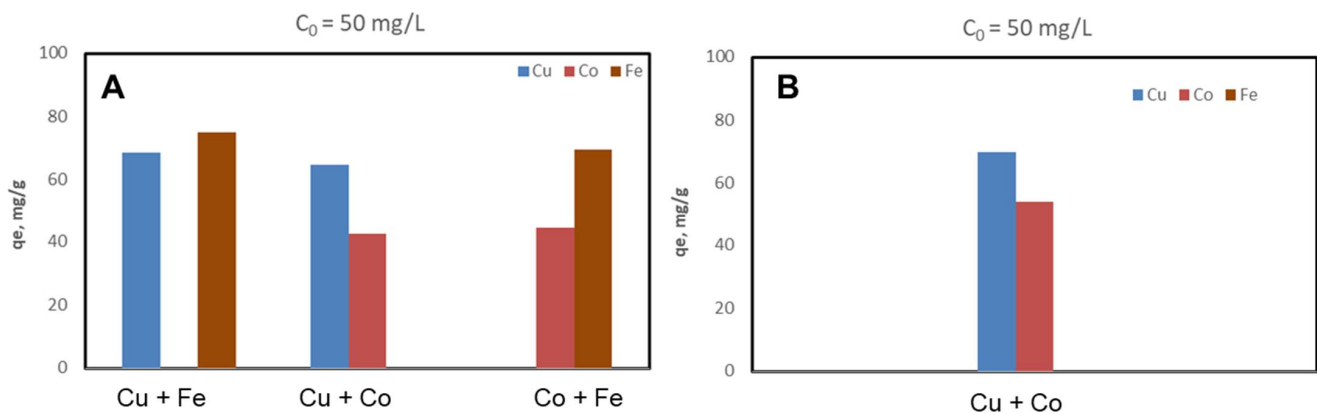 C₀ = 50 mg/L
100
80
60
40
20
0
qe, mg/g
A
Cu Co Fe
Cu + Fe Cu + Co Co + Fe
C₀ = 50 mg/L
100
80
60
40
20
0
qe, mg/g
B
Cu Co Fe
Cu + Co